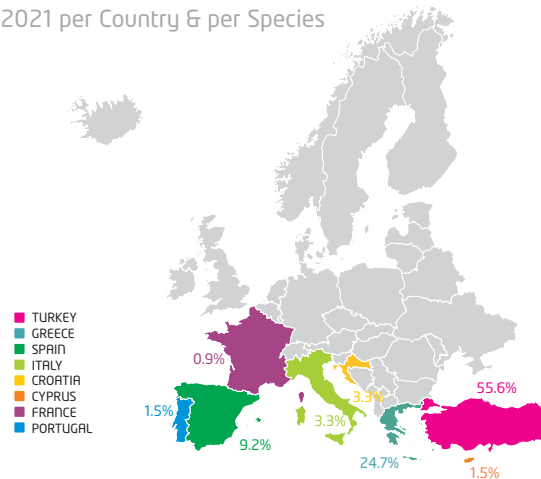 2021 per Country & per Species
TURKEY
GREECE
SPAIN
ITALY
CROATIA
CYPRUS
FRANCE
PORTUGAL
0.9%
1.5%
9.2%
3.3%
3.3%
24.7%
55.6%
1.5%